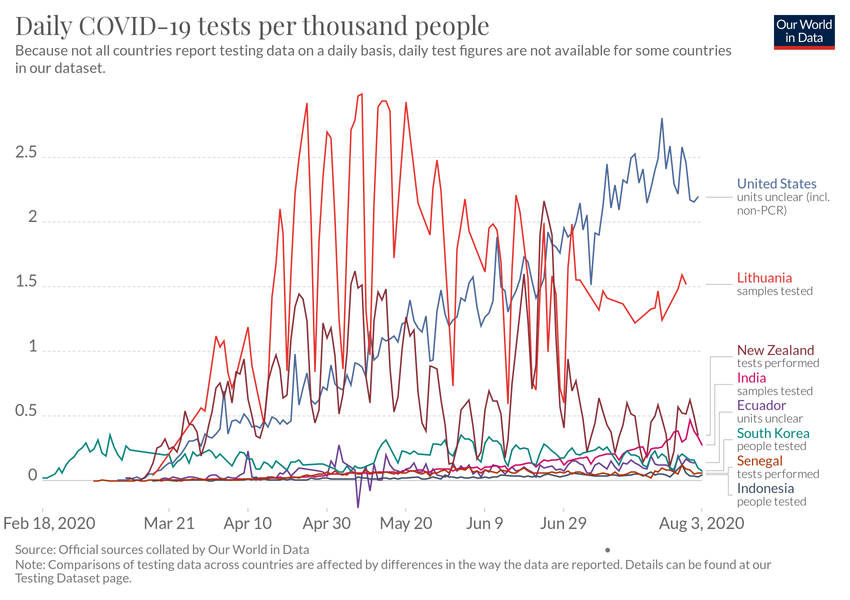 Daily COVID-19 tests per thousand people
Our World
in Data
Because not all countries report testing data on a daily basis, daily test figures are not available for some countries
in our dataset.
2.5
2
1.5
1
0.5
0
United States
units unclear (incl.
non-PCR)
Lithuania
samples tested
New Zealand
tests performed
India
samples tested
Ecuador
units unclear
South Korea
people tested
Senegal
tests performed
Indonesia
people tested
Feb 18, 2020
Mar 21
Apr 10
Apr 30
May 20
Jun 9
Jun 29
Aug 3, 2020
Source: Official sources collated by Our World in Data
Note: Comparisons of testing data across countries are affected by differences in the way the data are reported. Details can be found at our
Testing Dataset page.